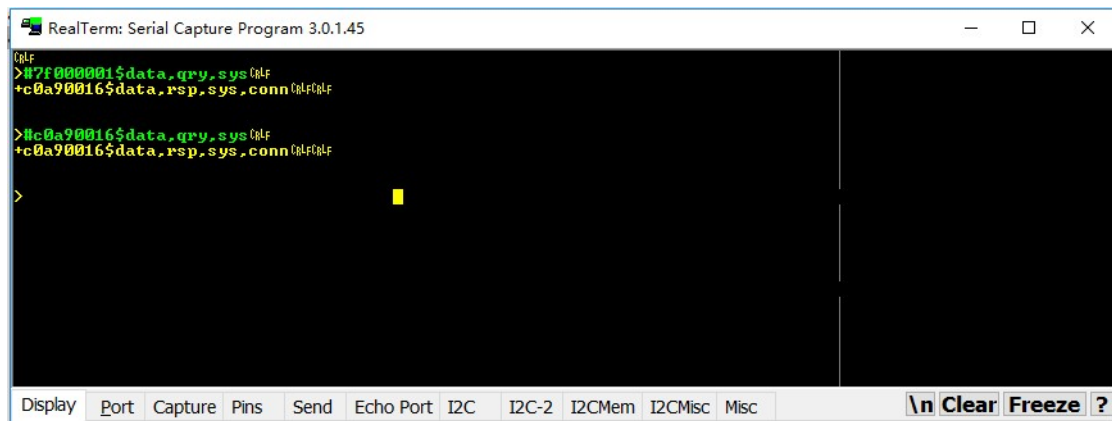 RealTerm: Serial Capture Program 3.0.1.45
CRLF
>#7f000001$data,qry,sysCRLF
+c0a90016$data,rsp,sys,connCRLFCRLF
>#c0a90016$data,qry,sysCRLF
+c0a90016$data,rsp,sys,connCRLFCRLF
>
Display Port Capture Pins Send Echo Port I2C I2C-2 I2CMem I2CMisc Misc \n Clear Freeze ?